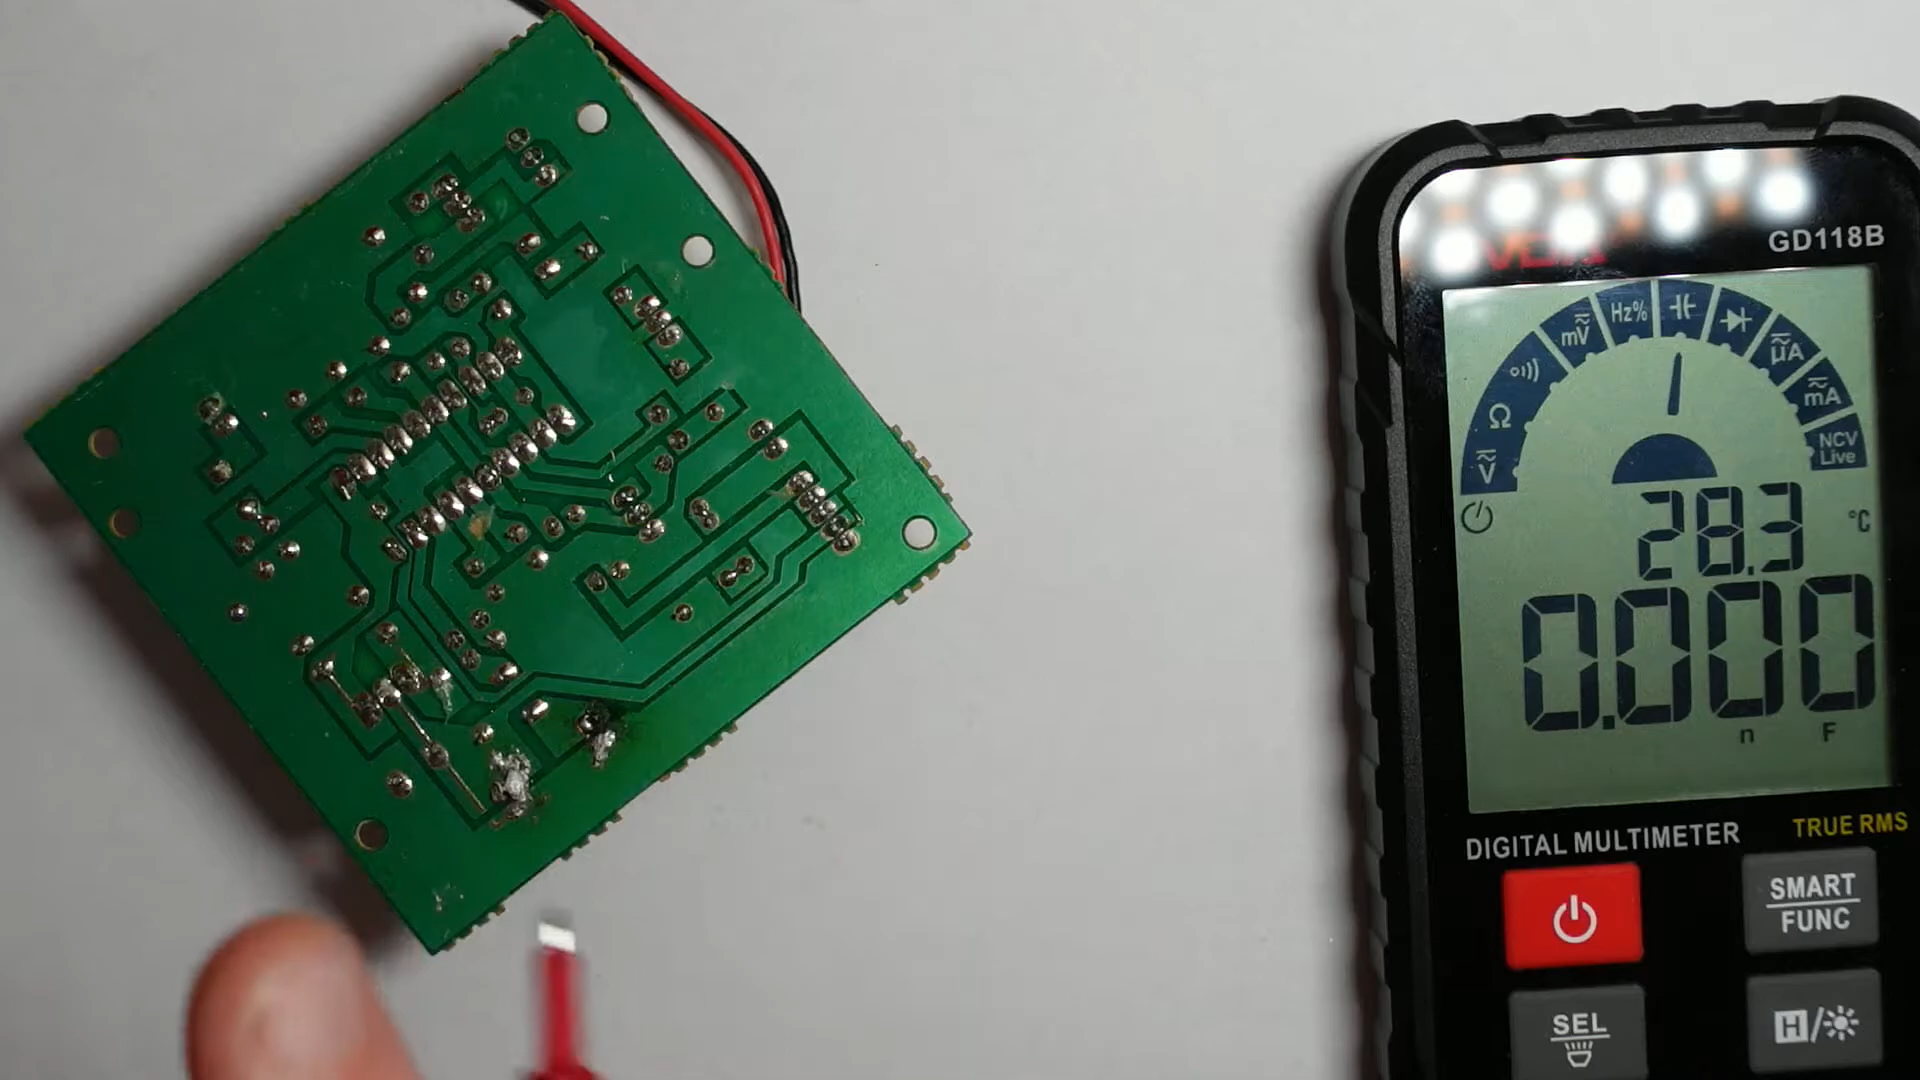 GD118B
Hz%
mV
μA
Ω
mA
V
NCV
Live
28.3 °C
0.000
n F
DIGITAL MULTIMETER
TRUE RMS
SMART
FUNC
SEL
H/